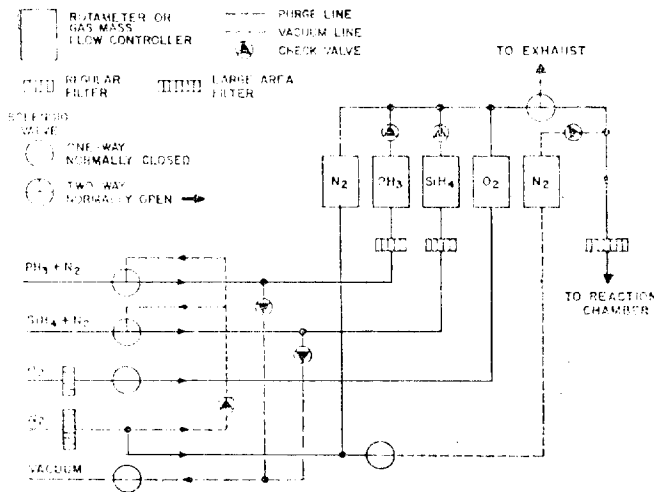 ROTAMETER OR
GAS MASS
FLOW CONTROLLER
PURGE LINE
VACUUM LINE
CHECK VALVE
REGULAR
FILTER
LARGE AREA
FILTER
SOLENOID
VALVE
ONE-WAY
NORMALLY CLOSED
TWO WAY
NORMALLY OPEN
TO EXHAUST
N2
PH3
SiH4
O2
N2
TO REACTION
CHAMBER
PH3 + N2
SiH4 + N2
O2
N2
VACUUM